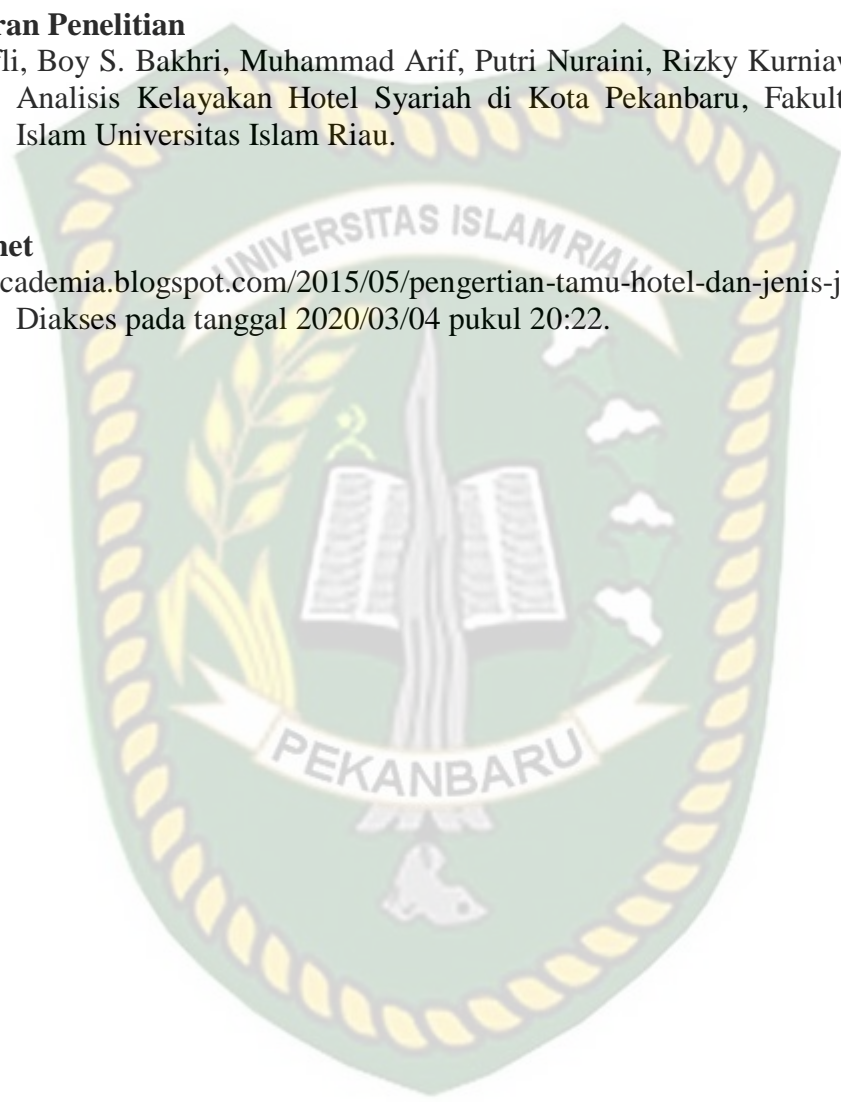 ran Penelitian
fli, Boy S. Bakhri, Muhammad Arif, Putri Nuraini, Rizky Kurniaw
Analisis Kelayakan Hotel Syariah di Kota Pekanbaru, Fakult
Islam Universitas Islam Riau.
net
cademia.blogspot.com/2015/05/pengertian-tamu-hotel-dan-jenis-j
Diakses pada tanggal 2020/03/04 pukul 20:22.
UNIVERSITAS ISLAM RIAU
PEKANBARU